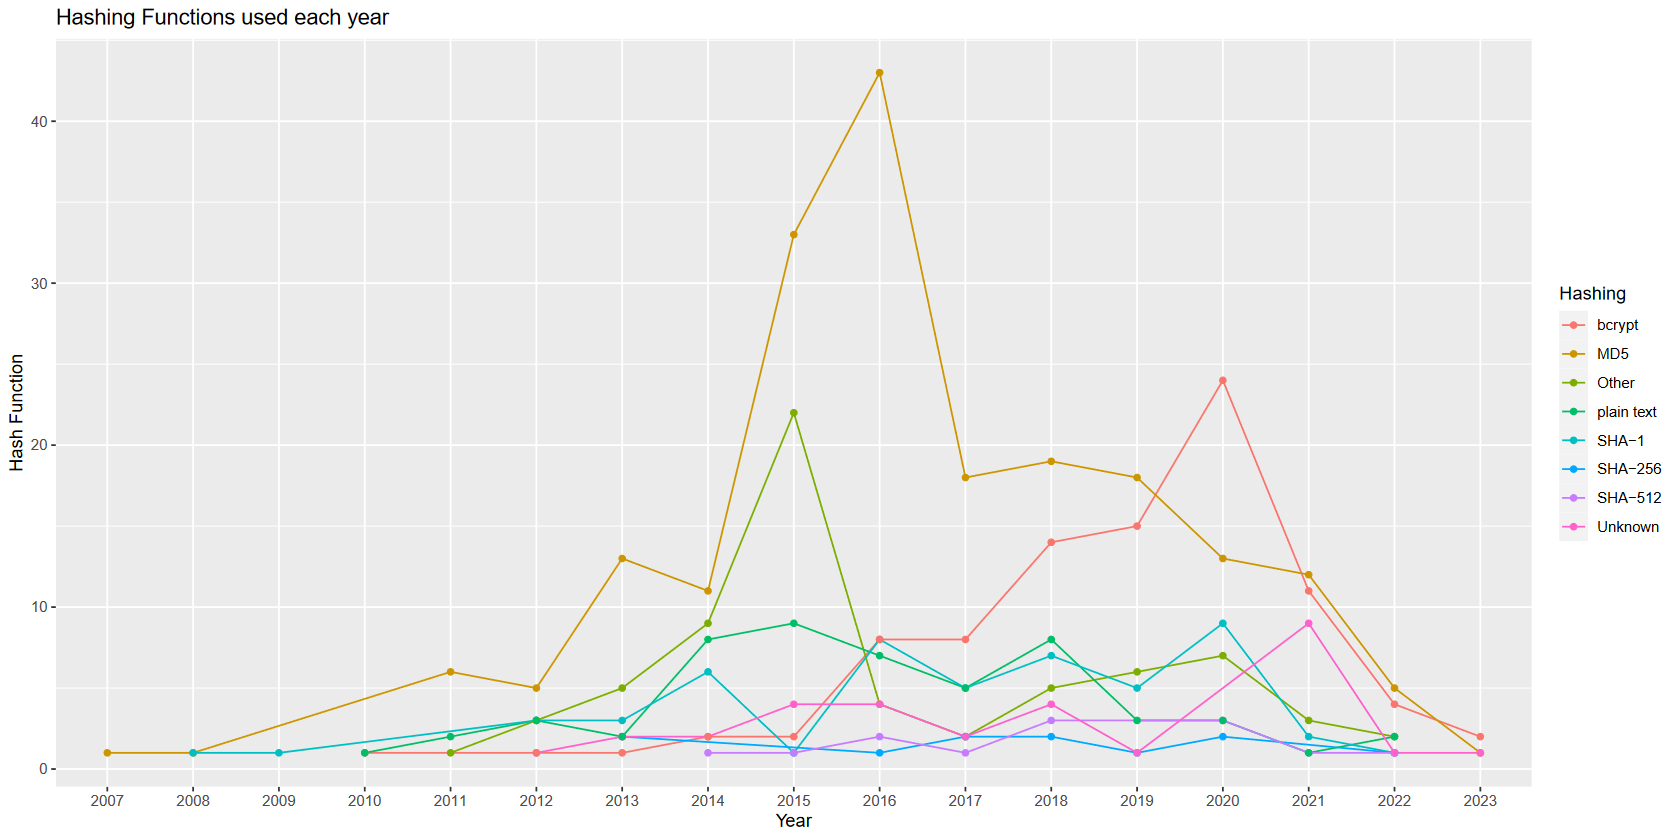 Hashing Functions used each year
40
30
20
10
0
Hash Function
2007 2008 2009 2010 2011 2012 2013 2014 2015 2016 2017 2018 2019 2020 2021 2022 2023
Year
Hashing
bcrypt
MD5
Other
plain text
SHA−1
SHA−256
SHA−512
Unknown